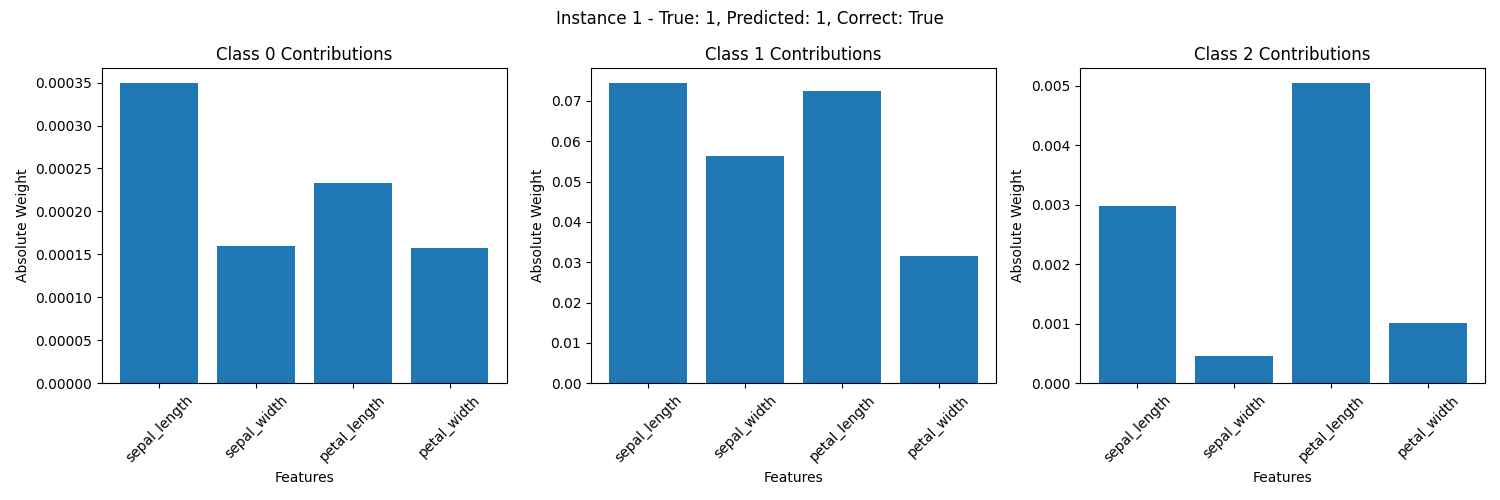 Instance 1 - True: 1, Predicted: 1, Correct: True
Class 0 Contributions
Absolute Weight
0.00035
0.00030
0.00025
0.00020
0.00015
0.00010
0.00005
0.00000
sepal_length
sepal_width
petal_length
petal_width
Features
Class 1 Contributions
Absolute Weight
0.07
0.06
0.05
0.04
0.03
0.02
0.01
0.00
sepal_length
sepal_width
petal_length
petal_width
Features
Class 2 Contributions
Absolute Weight
0.005
0.004
0.003
0.002
0.001
0.000
sepal_length
sepal_width
petal_length
petal_width
Features